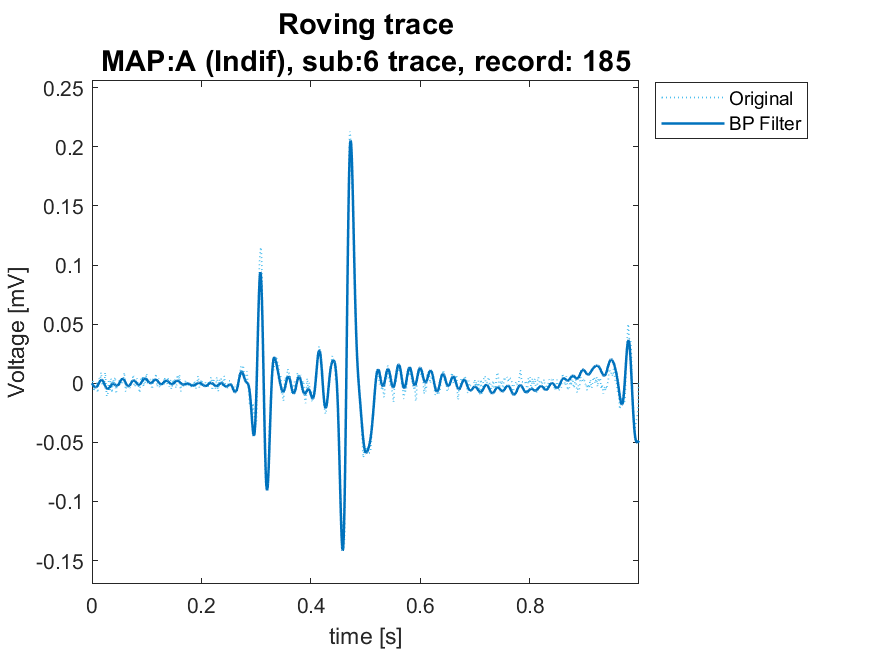 Roving trace
MAP:A (Indif), sub:6 trace, record: 185
Original
BP Filter
0.25
0.2
0.15
0.1
0.05
0
-0.05
-0.1
-0.15
Voltage [mV]
0 0.2 0.4 0.6 0.8
time [s]